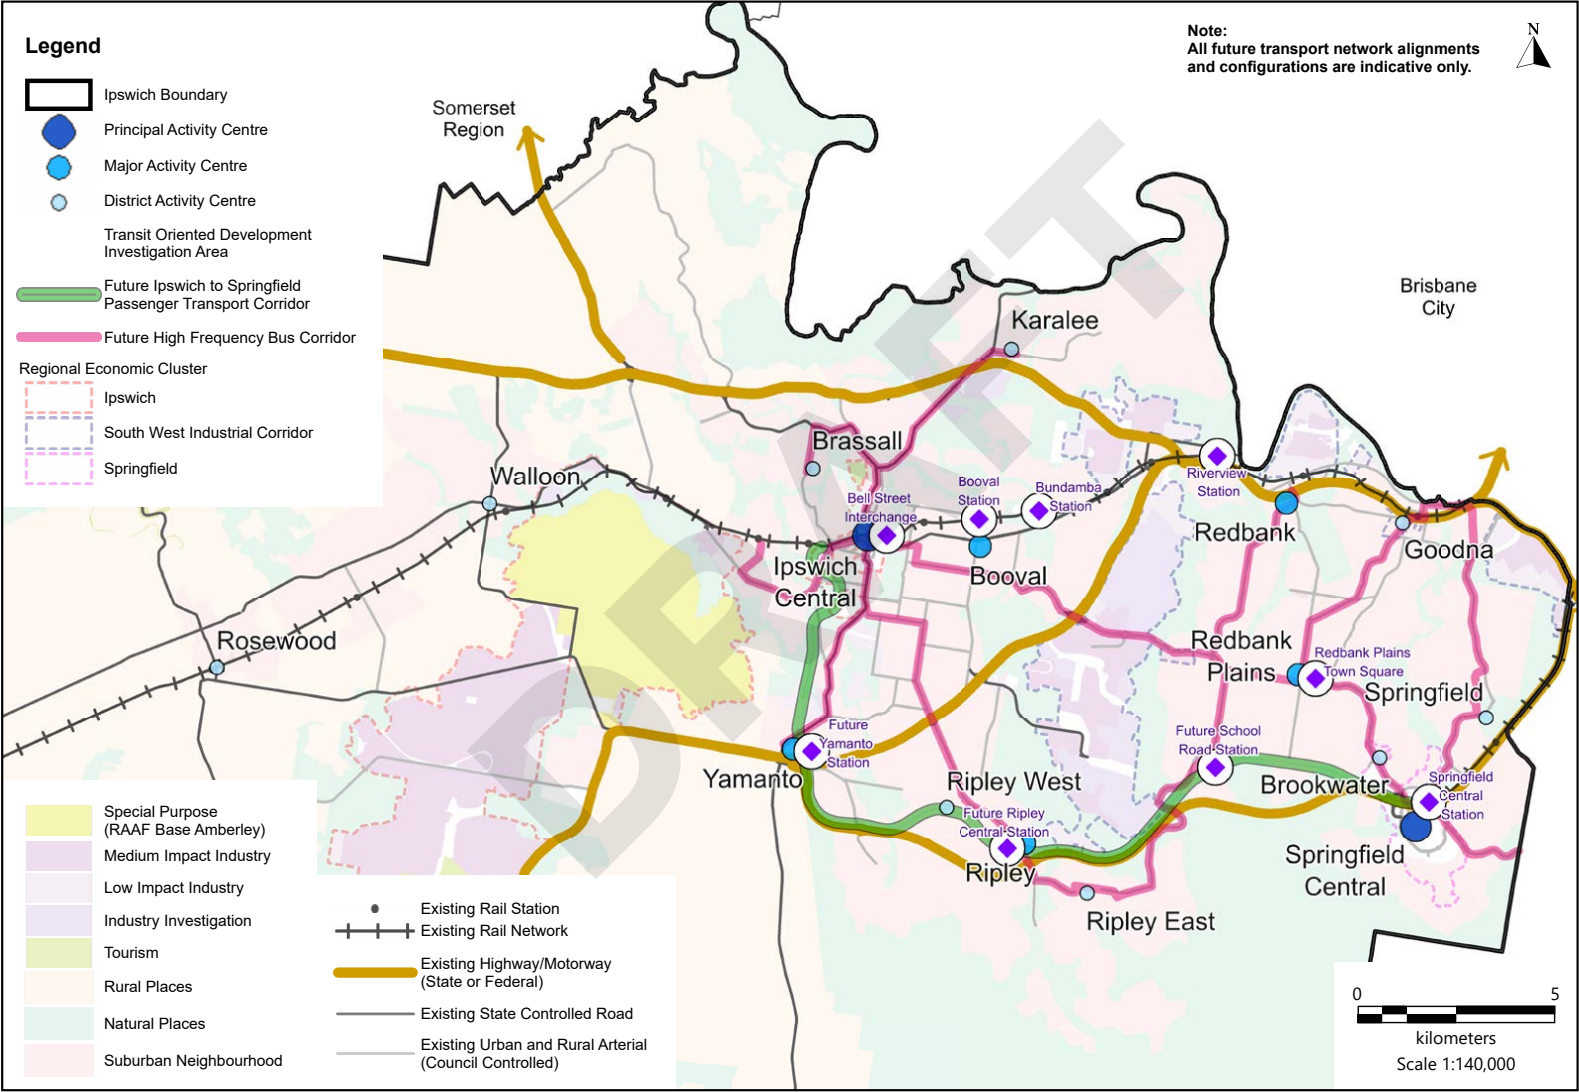 Legend
Ipswich Boundary
Principal Activity Centre
Major Activity Centre
District Activity Centre
Transit Oriented Development
Investigation Area
Future Ipswich to Springfield
Passenger Transport Corridor
Future High Frequency Bus Corridor
Regional Economic Cluster
Ipswich
South West Industrial Corridor
Springfield
Note:
All future transport network alignments
and configurations are indicative only.
N
Somerset
Region
Brisbane
City
Karalee
Brassall
Walloon
Bell Street
Interchange
Booval
Station
Bundamba
Station
Riverview
Station
Redbank
Goodna
Ipswich
Central
Booval
Rosewood
Redbank
Plains
Redbank Plains
Town Square
Springfield
Future
Yamanto
Station
Yamanto
Future School
Road Station
Ripley West
Future Ripley
Central Station
Ripley
Ripley East
Brookwater
Springfield
Central
Station
Springfield
Central
DRAFT
Special Purpose
(RAAF Base Amberley)
Medium Impact Industry
Low Impact Industry
Industry Investigation
Tourism
Rural Places
Natural Places
Suburban Neighbourhood
Existing Rail Station
Existing Rail Network
Existing Highway/Motorway
(State or Federal)
Existing State Controlled Road
Existing Urban and Rural Arterial
(Council Controlled)
0 5
kilometers
Scale 1:140,000